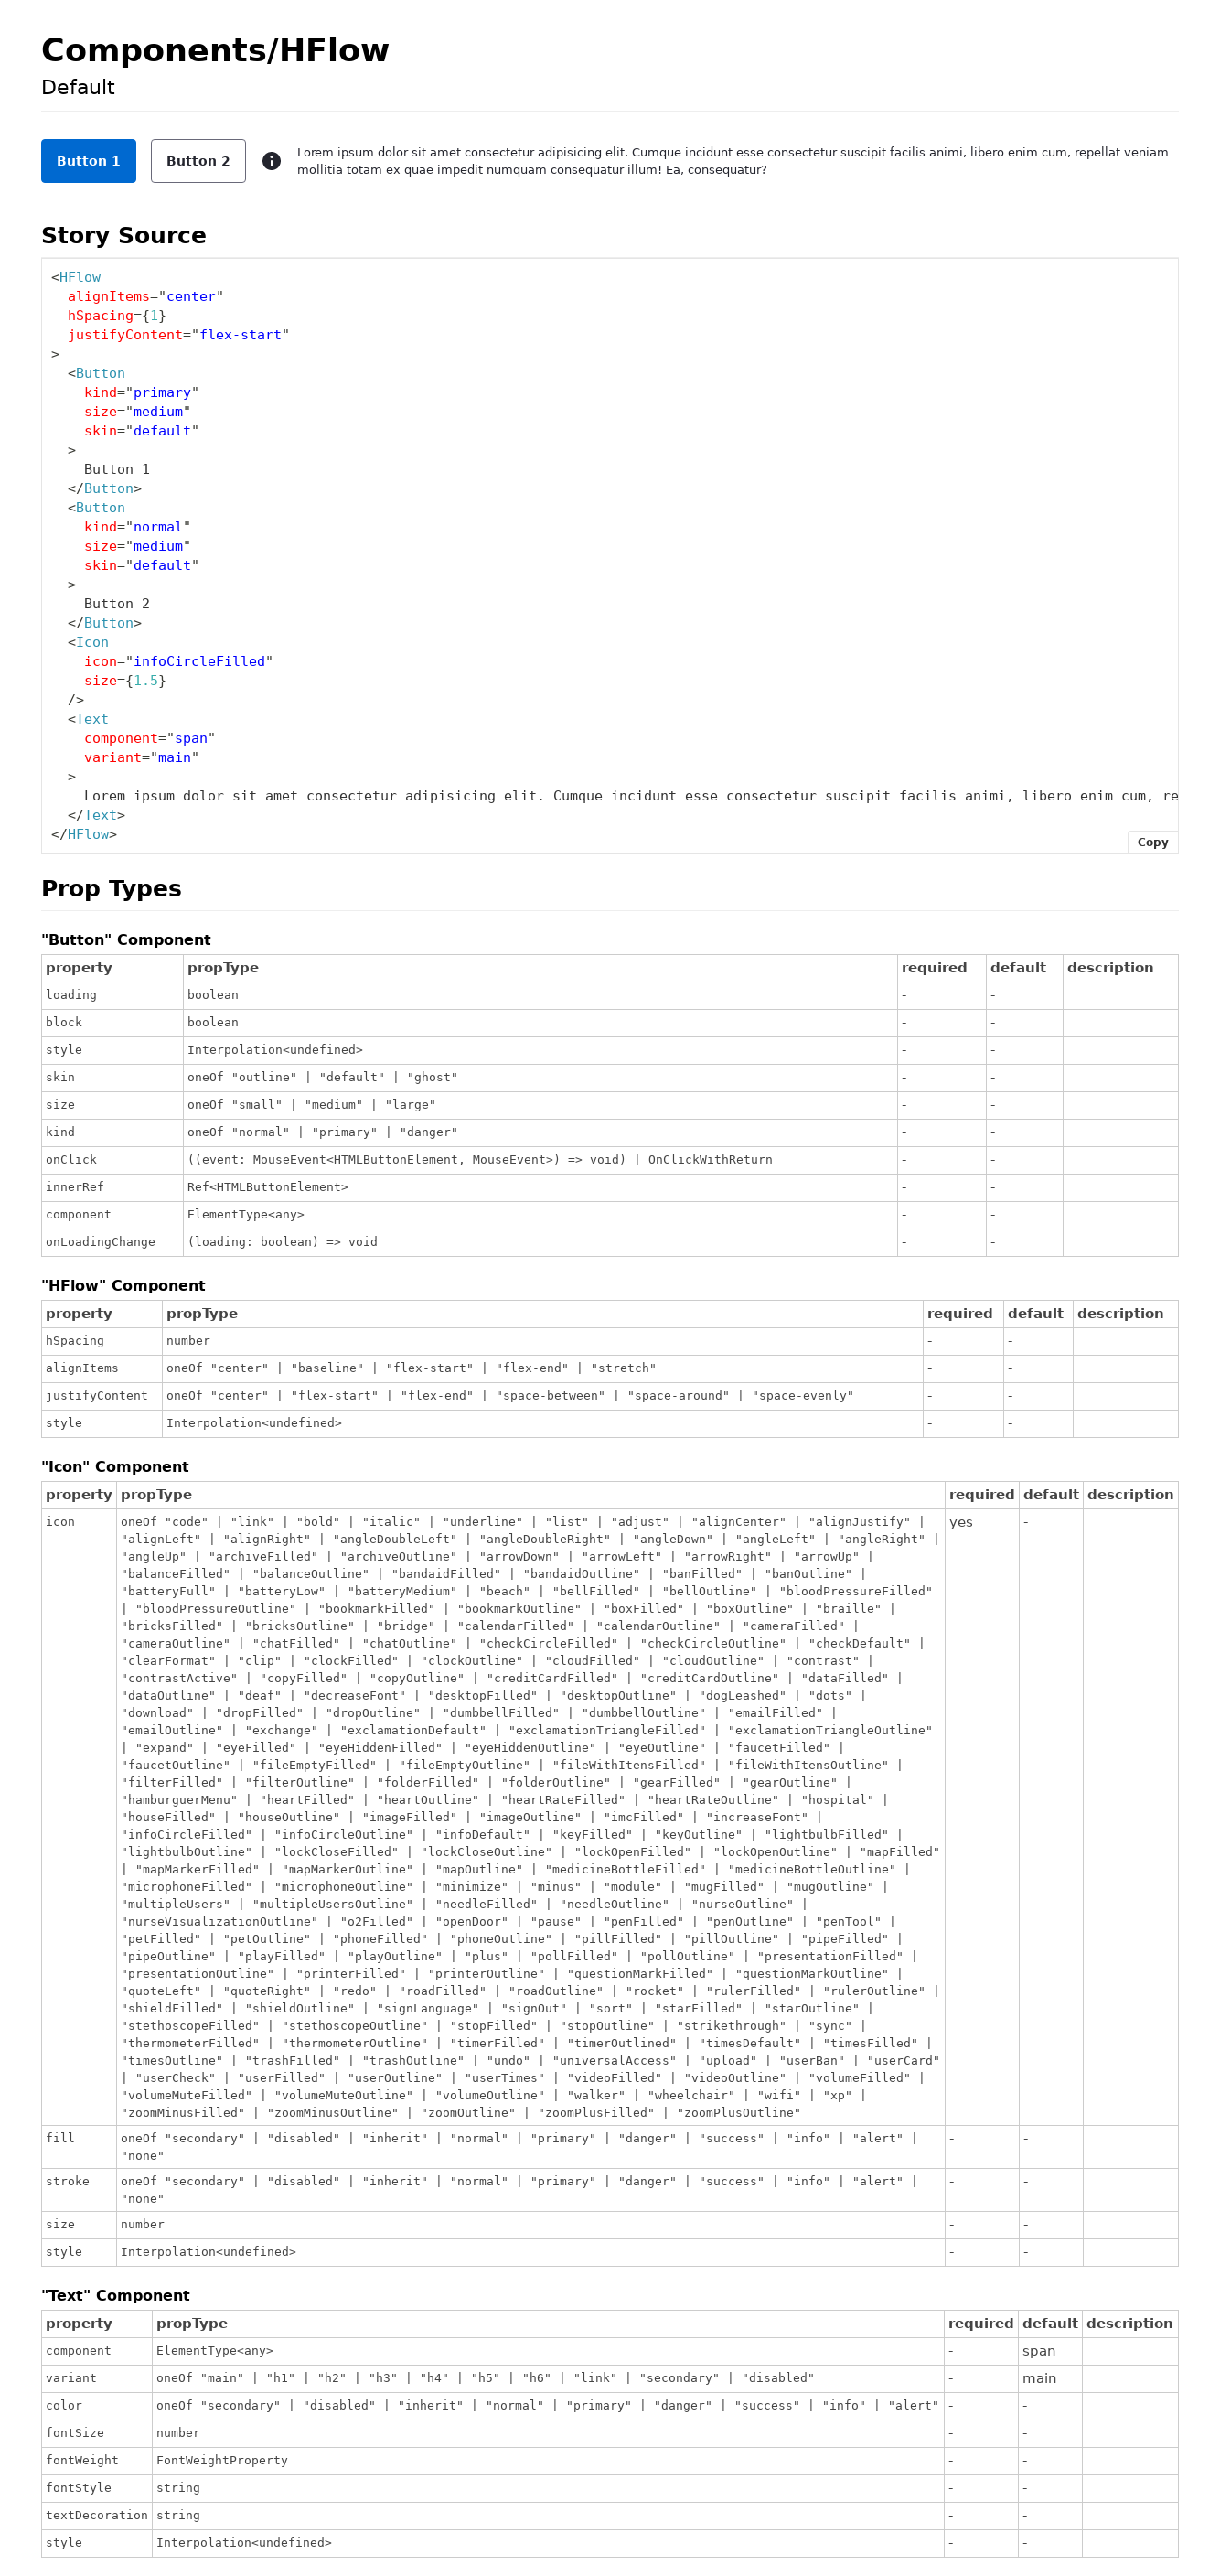 Components/HFlow
Default
Button 1 Button 2 Lorem ipsum dolor sit amet consectetur adipisicing elit. Cumque incidunt esse consectetur suscipit facilis animi, libero enim cum, repellat veniam
mollitia totam ex quae impedit numquam consequatur illum! Ea, consequatur?
Story Source
<HFlow
  alignItems="center"
  hSpacing={1}
  justifyContent="flex-start"
>
  <Button
    kind="primary"
    size="medium"
    skin="default"
  >
    Button 1
  </Button>
  <Button
    kind="normal"
    size="medium"
    skin="default"
  >
    Button 2
  </Button>
  <Icon
    icon="infoCircleFilled"
    size={1.5}
  />
  <Text
    component="span"
    variant="main"
  >
    Lorem ipsum dolor sit amet consectetur adipisicing elit. Cumque incidunt esse consectetur suscipit facilis animi, libero enim cum, re
  </Text>
</HFlow>
Copy
Prop Types
"Button" Component
property propType required default description
loading boolean - -
block boolean - -
style Interpolation<undefined> - -
skin oneOf "outline" | "default" | "ghost" - -
size oneOf "small" | "medium" | "large" - -
kind oneOf "normal" | "primary" | "danger" - -
onClick ((event: MouseEvent<HTMLButtonElement, MouseEvent>) => void) | OnClickWithReturn - -
innerRef Ref<HTMLButtonElement> - -
component ElementType<any> - -
onLoadingChange (loading: boolean) => void - -
"HFlow" Component
property propType required default description
hSpacing number - -
alignItems oneOf "center" | "baseline" | "flex-start" | "flex-end" | "stretch" - -
justifyContent oneOf "center" | "flex-start" | "flex-end" | "space-between" | "space-around" | "space-evenly" - -
style Interpolation<undefined> - -
"Icon" Component
property propType required default description
icon oneOf "code" | "link" | "bold" | "italic" | "underline" | "list" | "adjust" | "alignCenter" | "alignJustify" | yes -
"alignLeft" | "alignRight" | "angleDoubleLeft" | "angleDoubleRight" | "angleDown" | "angleLeft" | "angleRight" |
"angleUp" | "archiveFilled" | "archiveOutline" | "arrowDown" | "arrowLeft" | "arrowRight" | "arrowUp" |
"balanceFilled" | "balanceOutline" | "bandaidFilled" | "bandaidOutline" | "banFilled" | "banOutline" |
"batteryFull" | "batteryLow" | "batteryMedium" | "beach" | "bellFilled" | "bellOutline" | "bloodPressureFilled"
| "bloodPressureOutline" | "bookmarkFilled" | "bookmarkOutline" | "boxFilled" | "boxOutline" | "braille" |
"bricksFilled" | "bricksOutline" | "bridge" | "calendarFilled" | "calendarOutline" | "cameraFilled" |
"cameraOutline" | "chatFilled" | "chatOutline" | "checkCircleFilled" | "checkCircleOutline" | "checkDefault" |
"clearFormat" | "clip" | "clockFilled" | "clockOutline" | "cloudFilled" | "cloudOutline" | "contrast" |
"contrastActive" | "copyFilled" | "copyOutline" | "creditCardFilled" | "creditCardOutline" | "dataFilled" |
"dataOutline" | "deaf" | "decreaseFont" | "desktopFilled" | "desktopOutline" | "dogLeashed" | "dots" |
"download" | "dropFilled" | "dropOutline" | "dumbbellFilled" | "dumbbellOutline" | "emailFilled" |
"emailOutline" | "exchange" | "exclamationDefault" | "exclamationTriangleFilled" | "exclamationTriangleOutline"
| "expand" | "eyeFilled" | "eyeHiddenFilled" | "eyeHiddenOutline" | "eyeOutline" | "faucetFilled" |
"faucetOutline" | "fileEmptyFilled" | "fileEmptyOutline" | "fileWithItensFilled" | "fileWithItensOutline" |
"filterFilled" | "filterOutline" | "folderFilled" | "folderOutline" | "gearFilled" | "gearOutline" |
"hamburguerMenu" | "heartFilled" | "heartOutline" | "heartRateFilled" | "heartRateOutline" | "hospital" |
"houseFilled" | "houseOutline" | "imageFilled" | "imageOutline" | "imcFilled" | "increaseFont" |
"infoCircleFilled" | "infoCircleOutline" | "infoDefault" | "keyFilled" | "keyOutline" | "lightbulbFilled" |
"lightbulbOutline" | "lockCloseFilled" | "lockCloseOutline" | "lockOpenFilled" | "lockOpenOutline" | "mapFilled"
| "mapMarkerFilled" | "mapMarkerOutline" | "mapOutline" | "medicineBottleFilled" | "medicineBottleOutline" |
"microphoneFilled" | "microphoneOutline" | "minimize" | "minus" | "module" | "mugFilled" | "mugOutline" |
"multipleUsers" | "multipleUsersOutline" | "needleFilled" | "needleOutline" | "nurseOutline" |
"nurseVisualizationOutline" | "o2Filled" | "openDoor" | "pause" | "penFilled" | "penOutline" | "penTool" |
"petFilled" | "petOutline" | "phoneFilled" | "phoneOutline" | "pillFilled" | "pillOutline" | "pipeFilled" |
"pipeOutline" | "playFilled" | "playOutline" | "plus" | "pollFilled" | "pollOutline" | "presentationFilled" |
"presentationOutline" | "printerFilled" | "printerOutline" | "questionMarkFilled" | "questionMarkOutline" |
"quoteLeft" | "quoteRight" | "redo" | "roadFilled" | "roadOutline" | "rocket" | "rulerFilled" | "rulerOutline" |
"shieldFilled" | "shieldOutline" | "signLanguage" | "signOut" | "sort" | "starFilled" | "starOutline" |
"stethoscopeFilled" | "stethoscopeOutline" | "stopFilled" | "stopOutline" | "strikethrough" | "sync" |
"thermometerFilled" | "thermometerOutline" | "timerFilled" | "timerOutlined" | "timesDefault" | "timesFilled" |
"timesOutline" | "trashFilled" | "trashOutline" | "undo" | "universalAccess" | "upload" | "userBan" | "userCard"
| "userCheck" | "userFilled" | "userOutline" | "userTimes" | "videoFilled" | "videoOutline" | "volumeFilled" |
"volumeMuteFilled" | "volumeMuteOutline" | "volumeOutline" | "walker" | "wheelchair" | "wifi" | "xp" |
"zoomMinusFilled" | "zoomMinusOutline" | "zoomOutline" | "zoomPlusFilled" | "zoomPlusOutline"
fill oneOf "secondary" | "disabled" | "inherit" | "normal" | "primary" | "danger" | "success" | "info" | "alert" | - -
"none"
stroke oneOf "secondary" | "disabled" | "inherit" | "normal" | "primary" | "danger" | "success" | "info" | "alert" | - -
"none"
size number - -
style Interpolation<undefined> - -
"Text" Component
property propType required default description
component ElementType<any> - span
variant oneOf "main" | "h1" | "h2" | "h3" | "h4" | "h5" | "h6" | "link" | "secondary" | "disabled" - main
color oneOf "secondary" | "disabled" | "inherit" | "normal" | "primary" | "danger" | "success" | "info" | "alert" - -
fontSize number - -
fontWeight FontWeightProperty - -
fontStyle string - -
textDecoration string - -
style Interpolation<undefined> - -